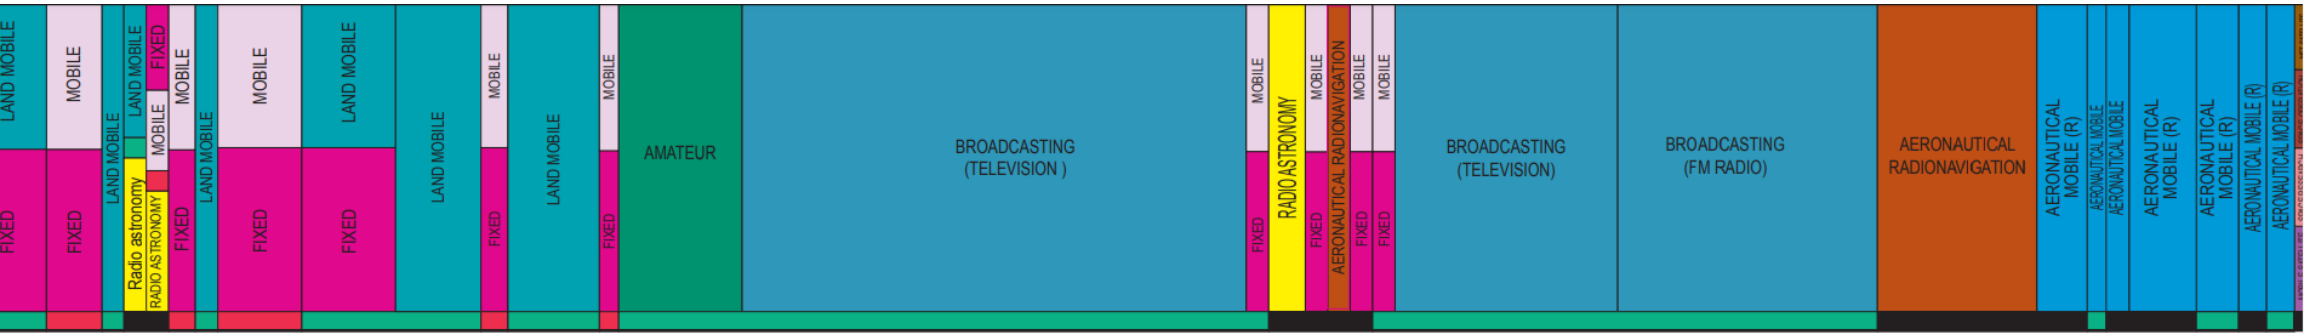 LAND MOBILE
FIXED
MOBILE
FIXED
LAND MOBILE
LAND MOBILE
Radio astronomy
FIXED
MOBILE
RADIO ASTRONOMY
MOBILE
FIXED
LAND MOBILE
MOBILE
FIXED
LAND MOBILE
FIXED
LAND MOBILE
MOBILE
FIXED
LAND MOBILE
MOBILE
FIXED
AMATEUR
BROADCASTING
(TELEVISION )
MOBILE
FIXED
RADIO ASTRONOMY
MOBILE
FIXED
AERONAUTICAL RADIONAVIGATION
MOBILE
FIXED
MOBILE
FIXED
BROADCASTING
(TELEVISION)
BROADCASTING
(FM RADIO)
AERONAUTICAL
RADIONAVIGATION
AERONAUTICAL
MOBILE (R)
AERONAUTICAL MOBILE
AERONAUTICAL MOBILE
AERONAUTICAL
MOBILE (R)
AERONAUTICAL
MOBILE (R)
AERONAUTICAL MOBILE (R)
AERONAUTICAL MOBILE (R)